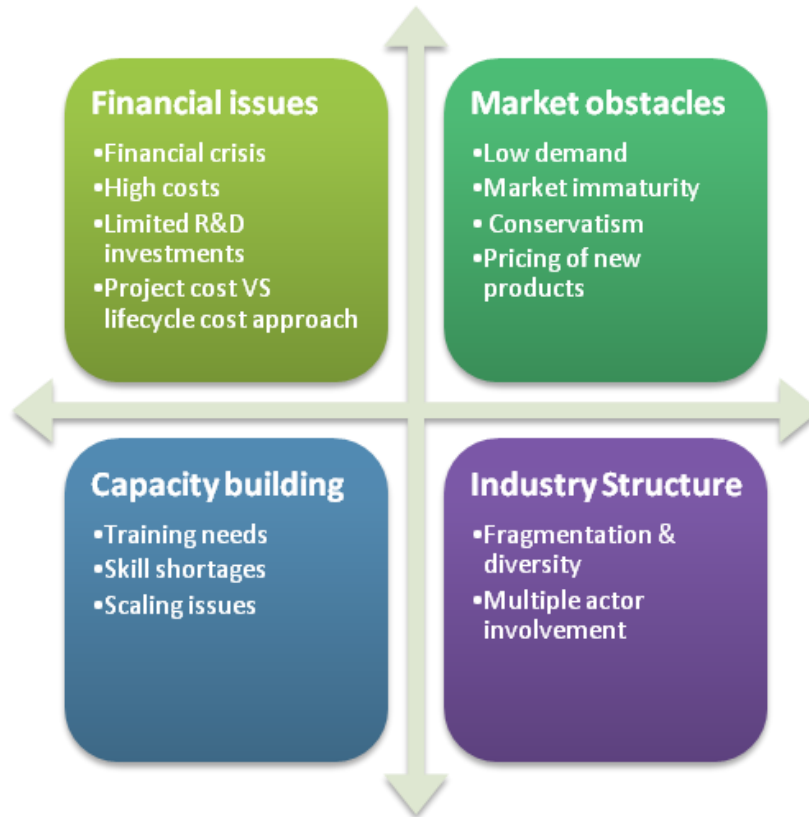 Financial issues
•Financial crisis
•High costs
•Limited R&D
investments
•Project cost VS
lifecycle cost approach
Market obstacles
•Low demand
•Market immaturity
• Conservatism
•Pricing of new
products
Capacity building
•Training needs
•Skill shortages
•Scaling issues
Industry Structure
•Fragmentation &
diversity
•Multiple actor
involvement